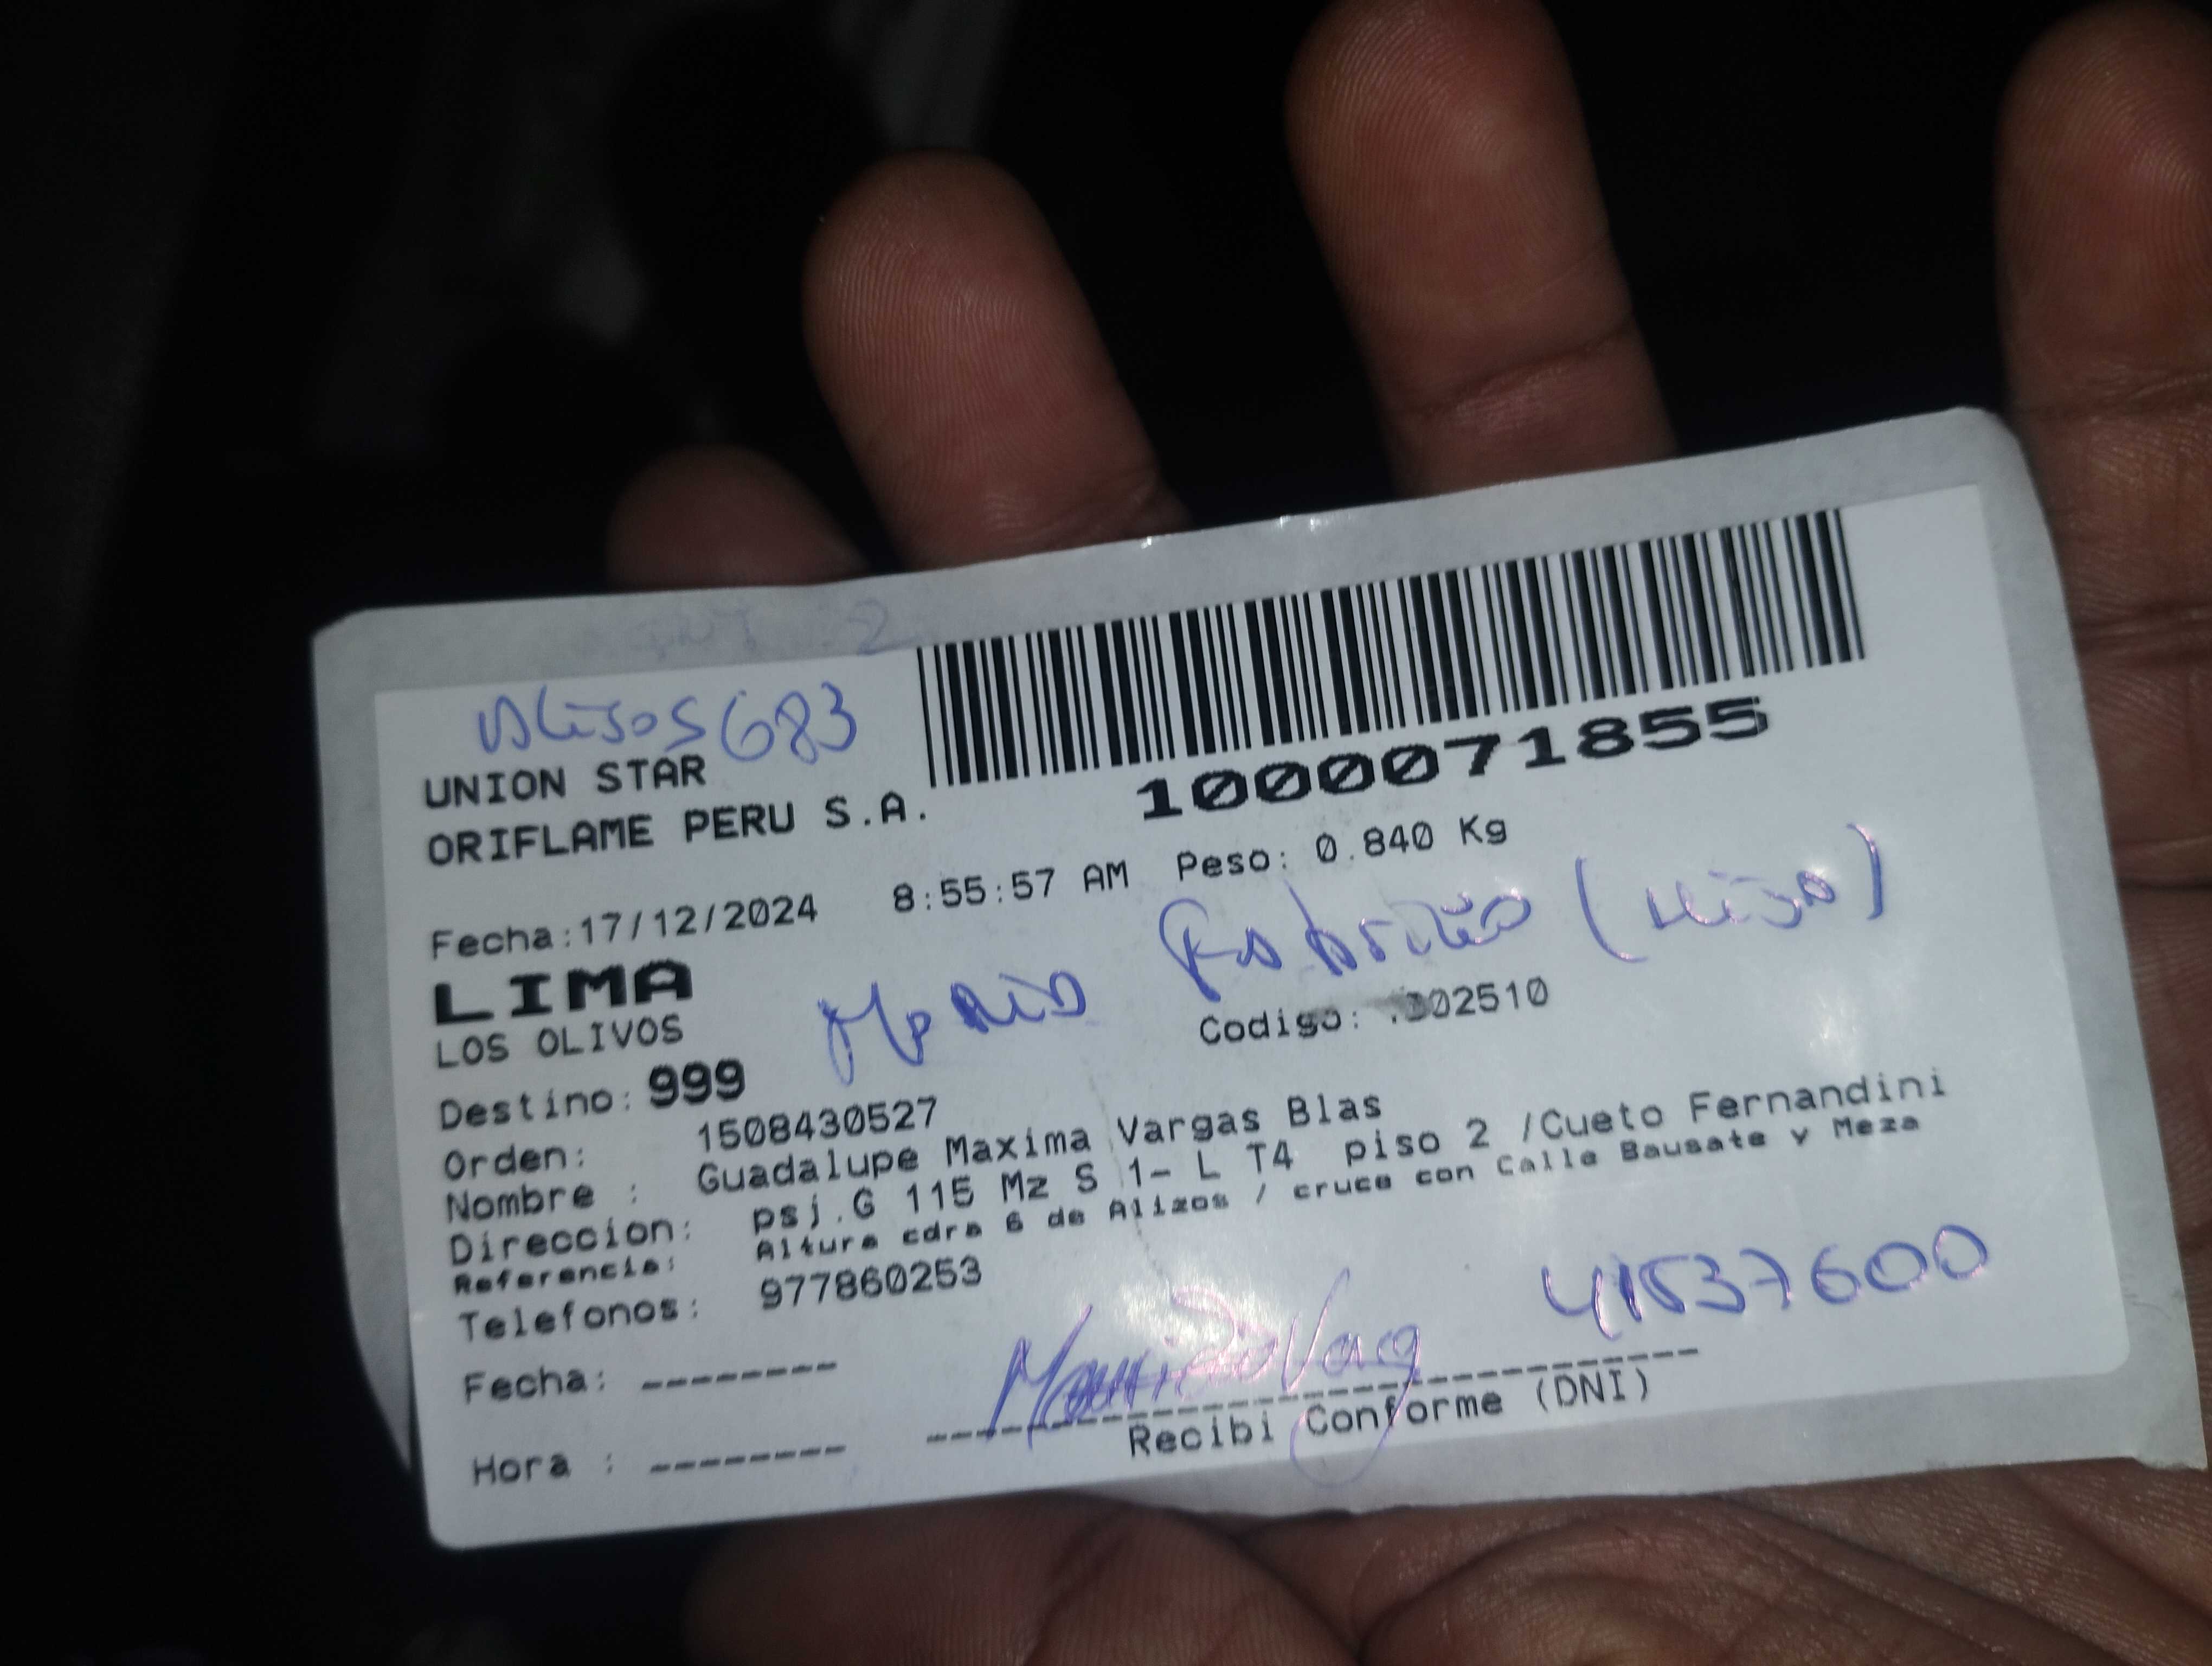 Alisos 683
UNION STAR
ORIFLAME PERU S.A.
1000071855
Fecha:17/12/2024 8:55:57 AM Peso: 0.840 Kg
LIMA
LOS OLIVOS
Codigo: 02510
Destino: 999
Orden: 1508430527
Nombre : Guadalupe Maxima Vargas Blas
Direccion: psj.G 115 Mz S 1- L T4 piso 2 /Cueto Fernandini
Referencia: Altura cdra 6 de Alizos / cruce con Calle Bausate y Meza
Telefonos: 977860253
41537600
Fecha: --------
Hora : --------
Recibi Conforme (DNI)